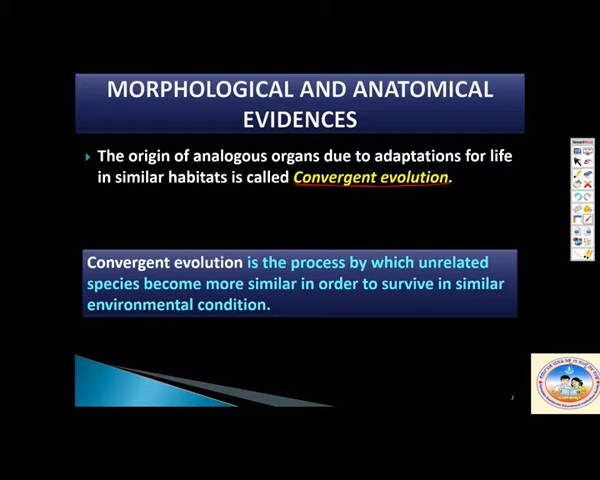 MORPHOLOGICAL AND ANATOMICAL
EVIDENCES
The origin of analogous organs due to adaptations for life
in similar habitats is called Convergent evolution.
Convergent evolution is the process by which unrelated
species become more similar in order to survive in similar
environmental condition.